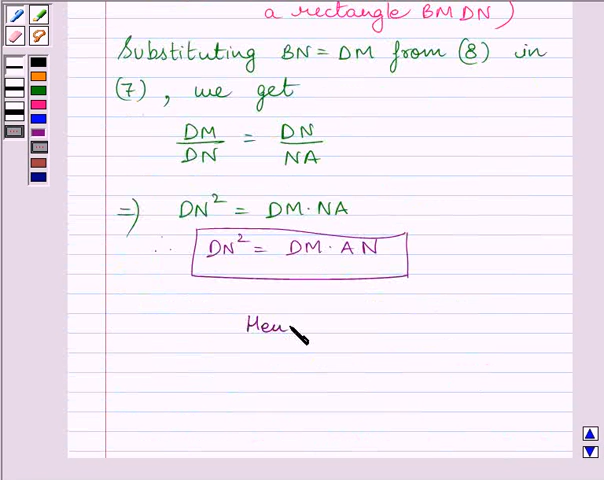 a rectangle BMDN)
Substituting BN = DM from (8) in
(7), we get
DM/DN = DN/NA
=) DN² = DM·NA
∴ DN² = DM·AN
Hen